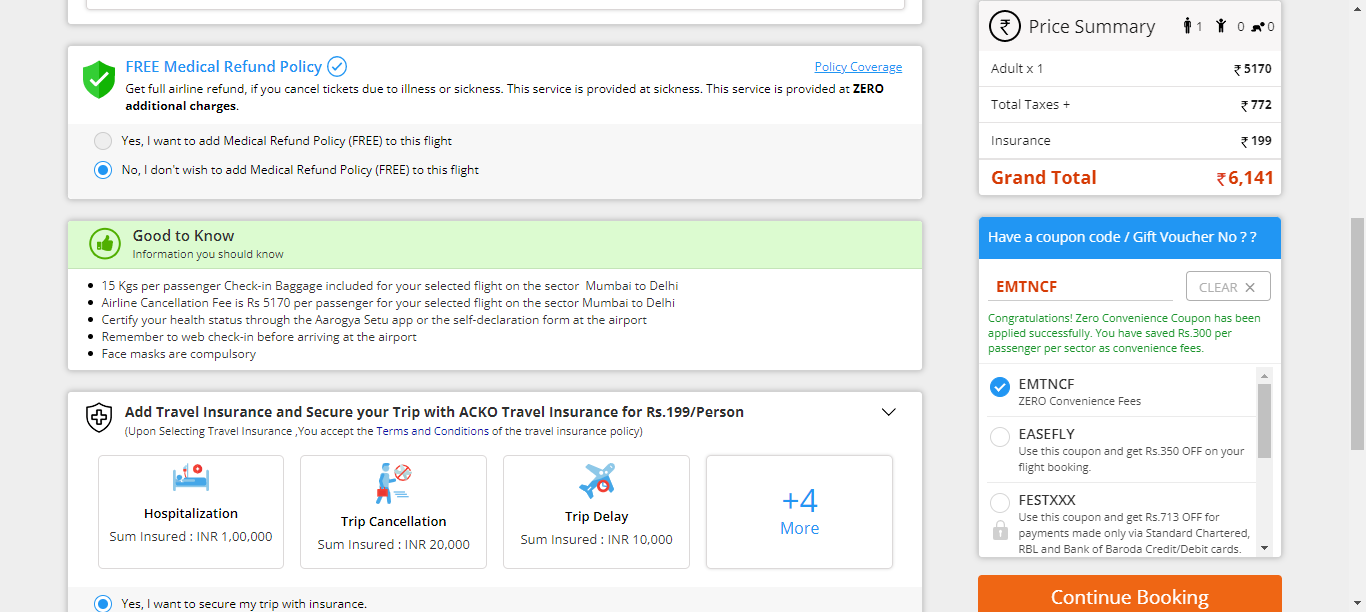 FREE Medical Refund Policy
Policy Coverage
Get full airline refund, if you cancel tickets due to illness or sickness. This service is provided at sickness. This service is provided at ZERO
additional charges.
Yes, I want to add Medical Refund Policy (FREE) to this flight
No, I don't wish to add Medical Refund Policy (FREE) to this flight
Good to Know
Information you should know
15 Kgs per passenger Check-in Baggage included for your selected flight on the sector Mumbai to Delhi
Airline Cancellation Fee is Rs 5170 per passenger for your selected flight on the sector Mumbai to Delhi
Certify your health status through the Aarogya Setu app or the self-declaration form at the airport
Remember to web check-in before arriving at the airport
Face masks are compulsory
Add Travel Insurance and Secure your Trip with ACKO Travel Insurance for Rs.199/Person
(Upon Selecting Travel Insurance ,You accept the Terms and Conditions of the travel insurance policy)
Hospitalization
Sum Insured : INR 1,00,000
Trip Cancellation
Sum Insured : INR 20,000
Trip Delay
Sum Insured : INR 10,000
+4
More
Yes, I want to secure my trip with insurance.
₹ Price Summary 1 0 0
Adult x 1 ₹ 5170
Total Taxes + ₹ 772
Insurance ₹ 199
Grand Total ₹ 6,141
Have a coupon code / Gift Voucher No ? ?
EMTNCF
CLEAR ✕
Congratulations! Zero Convenience Coupon has been
applied successfully. You have saved Rs.300 per
passenger per sector as convenience fees.
EMTNCF
ZERO Convenience Fees
EASEFLY
Use this coupon and get Rs.350 OFF on your
flight booking.
FESTXXX
Use this coupon and get Rs.713 OFF for
payments made only via Standard Chartered,
RBL and Bank of Baroda Credit/Debit cards.
Continue Booking